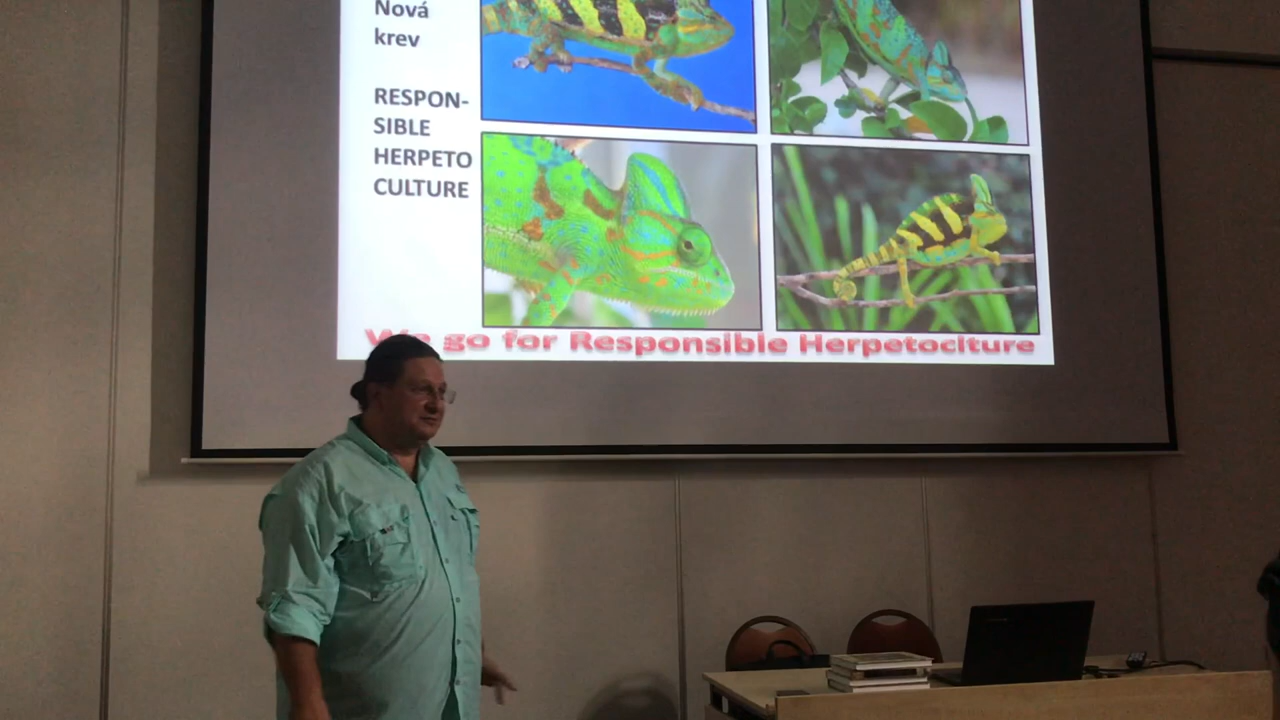 Nová
krev
RESPON-
SIBLE
HERPETO
CULTURE
We go for Responsible Herpetoclture